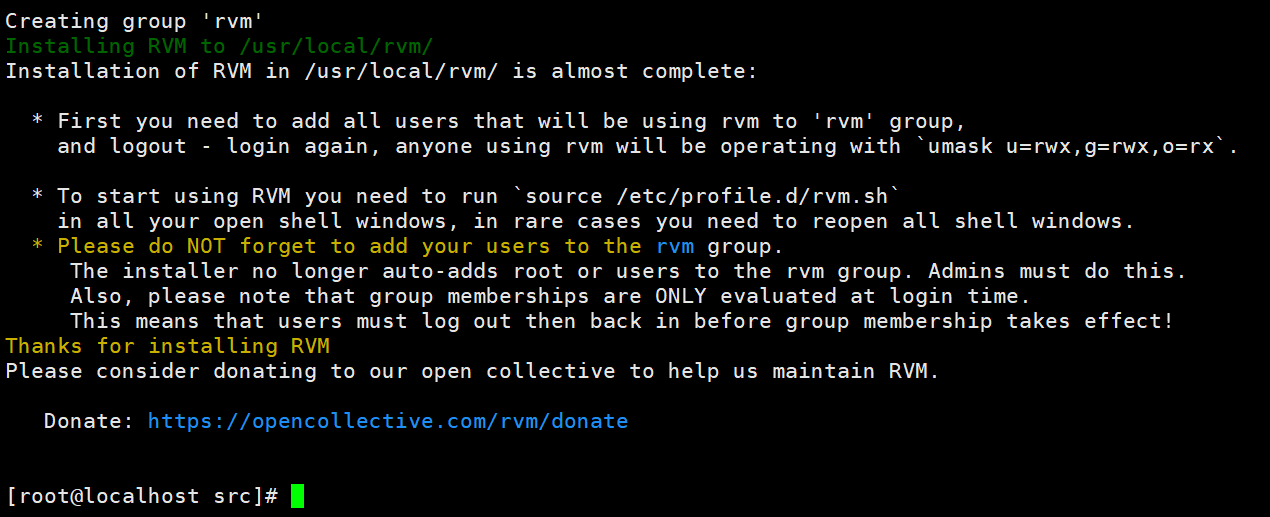 Creating group 'rvm'
Installing RVM to /usr/local/rvm/
Installation of RVM in /usr/local/rvm/ is almost complete:
* First you need to add all users that will be using rvm to 'rvm' group,
and logout - login again, anyone using rvm will be operating with `umask u=rwx,g=rwx,o=rx`.
* To start using RVM you need to run `source /etc/profile.d/rvm.sh`
in all your open shell windows, in rare cases you need to reopen all shell windows.
* Please do NOT forget to add your users to the rvm group.
The installer no longer auto-adds root or users to the rvm group. Admins must do this.
Also, please note that group memberships are ONLY evaluated at login time.
This means that users must log out then back in before group membership takes effect!
Thanks for installing RVM
Please consider donating to our open collective to help us maintain RVM.
Donate: https://opencollective.com/rvm/donate
[root@localhost src]#